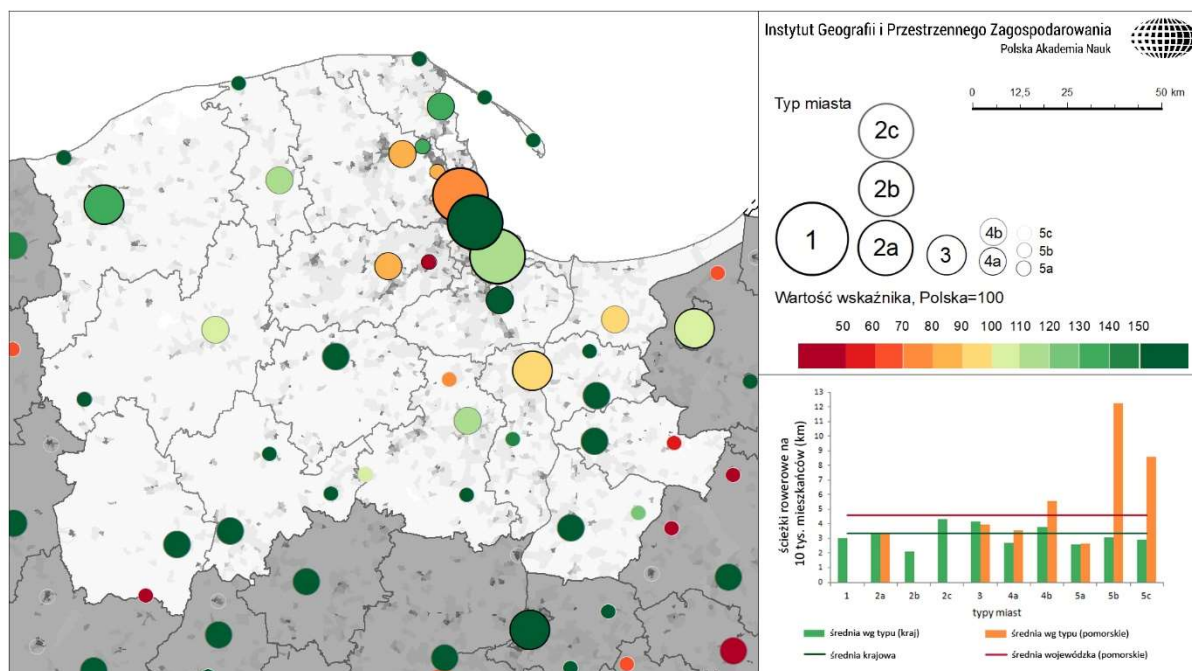 Instytut Geografii i Przestrzennego Zagospodarowania
Polska Akademia Nauk
0 12,5 25 50 km
Typ miasta
2c
2b
1
2a
3
4b
4a
5c
5b
5a
Wartość wskaźnika, Polska=100
50 60 70 80 90 100 110 120 130 140 150
ścieżki rowerowe na
10 tys. mieszkańców (km)
13
12
11
10
9
8
7
6
5
4
3
2
1
0
1 2a 2b 2c 3 4a 4b 5a 5b 5c
typy miast
średnia wg typu (kraj)
średnia wg typu (pomorskie)
średnia krajowa
średnia wojewódzka (pomorskie)